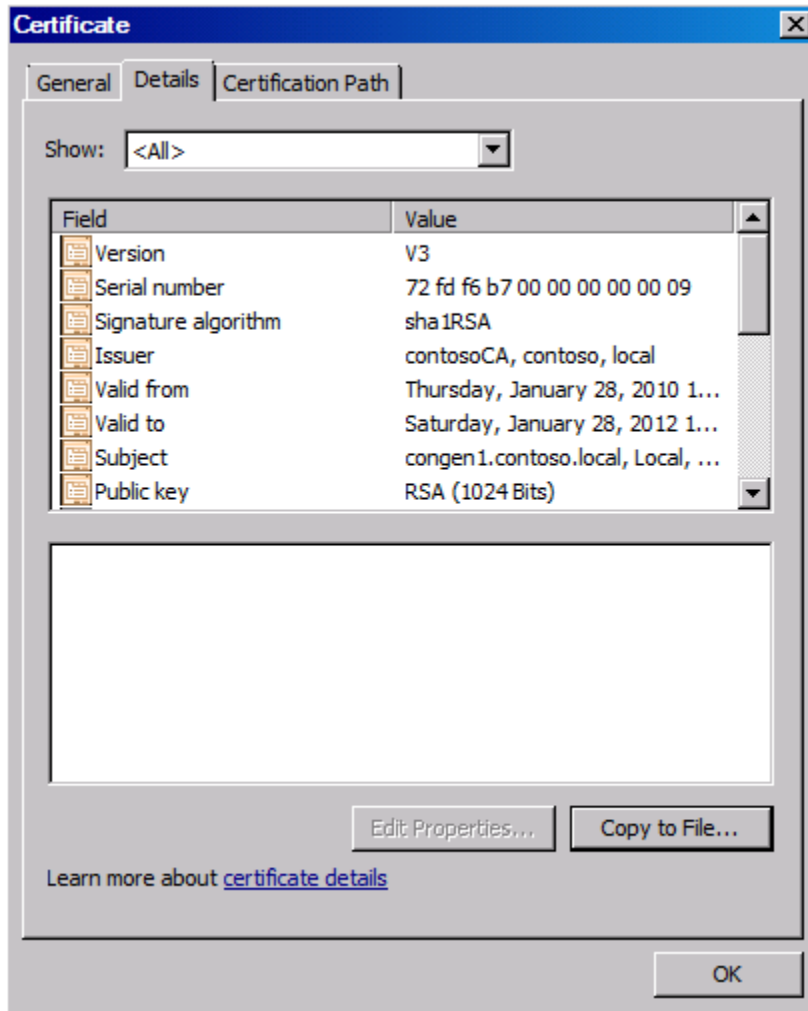 Certificate
General Details Certification Path
Show: <All>
Field Value
Version V3
Serial number 72 fd f6 b7 00 00 00 00 00 09
Signature algorithm sha1RSA
Issuer contosoCA, contoso, local
Valid from Thursday, January 28, 2010 1...
Valid to Saturday, January 28, 2012 1...
Subject congen1.contoso.local, Local, ...
Public key RSA (1024 Bits)
Edit Properties... Copy to File...
Learn more about certificate details
OK